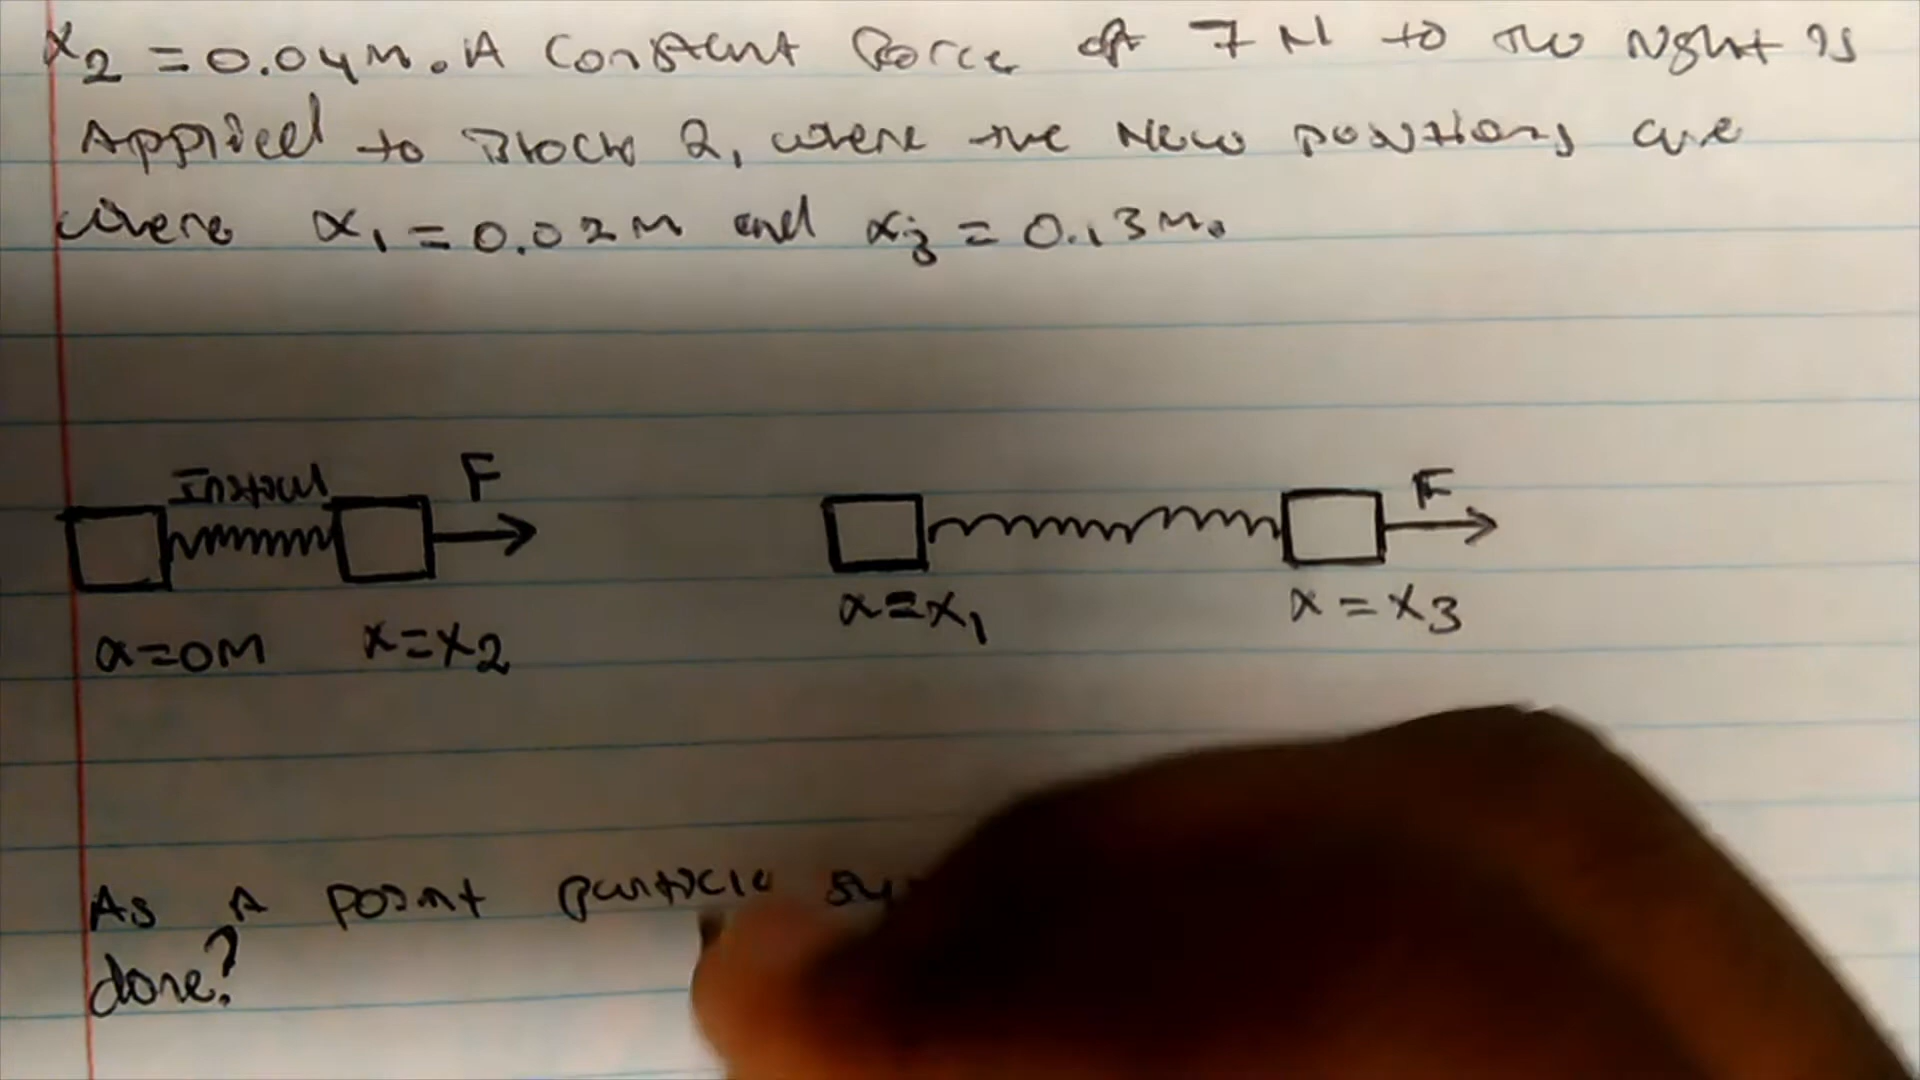 x2 = 0.04m. A constant force of 7 N to the right is
Applied to Block 2, where the New positions are
where x1 = 0.02m and x3 = 0.13m.
Initial F F
x=0m x=x2 x=x1 x=x3
As A point particle
done?